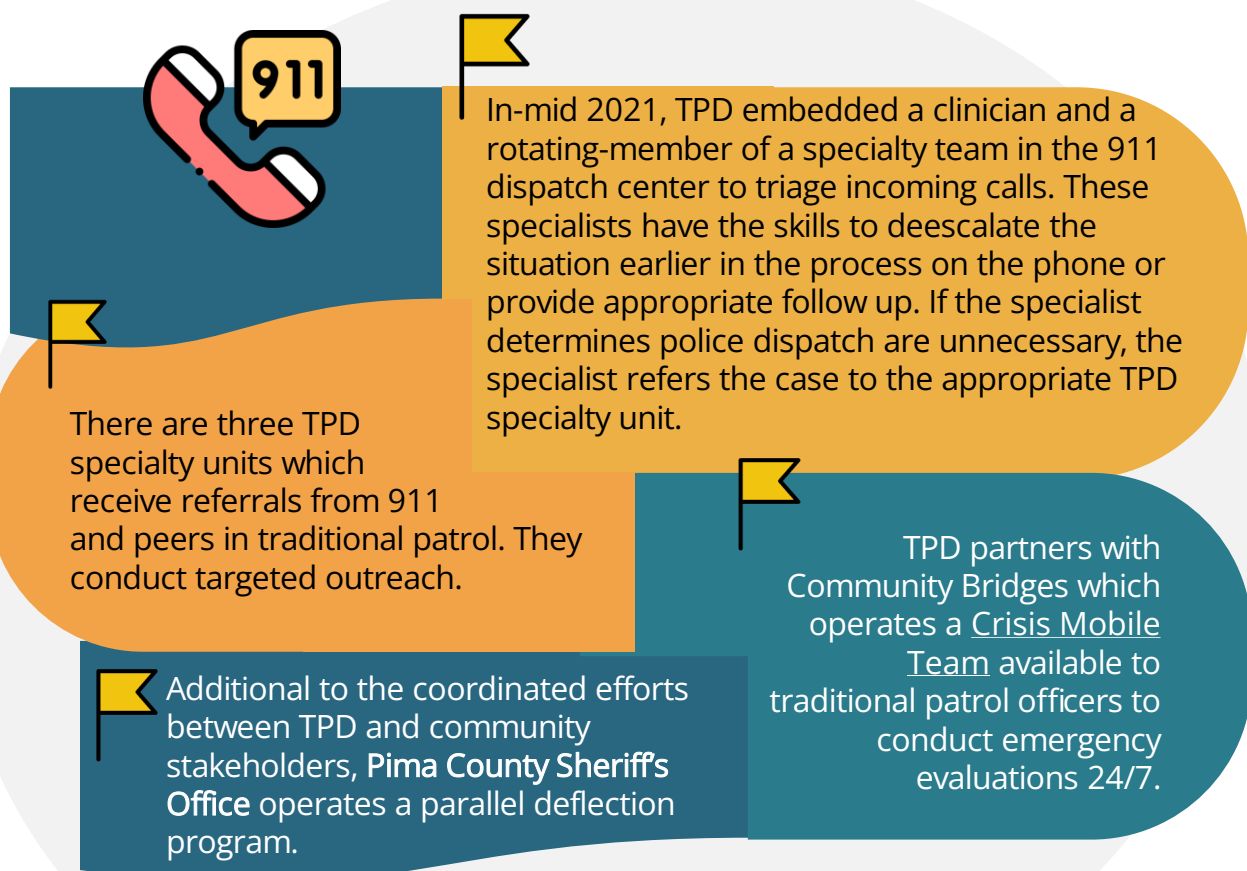 911
In-mid 2021, TPD embedded a clinician and a
rotating-member of a specialty team in the 911
dispatch center to triage incoming calls. These
specialists have the skills to deescalate the
situation earlier in the process on the phone or
provide appropriate follow up. If the specialist
determines police dispatch are unnecessary, the
specialist refers the case to the appropriate TPD
specialty unit.
There are three TPD
specialty units which
receive referrals from 911
and peers in traditional patrol. They
conduct targeted outreach.
TPD partners with
Community Bridges which
operates a Crisis Mobile
Team available to
traditional patrol officers to
conduct emergency
evaluations 24/7.
Additional to the coordinated efforts
between TPD and community
stakeholders, Pima County Sheriff's
Office operates a parallel deflection
program.